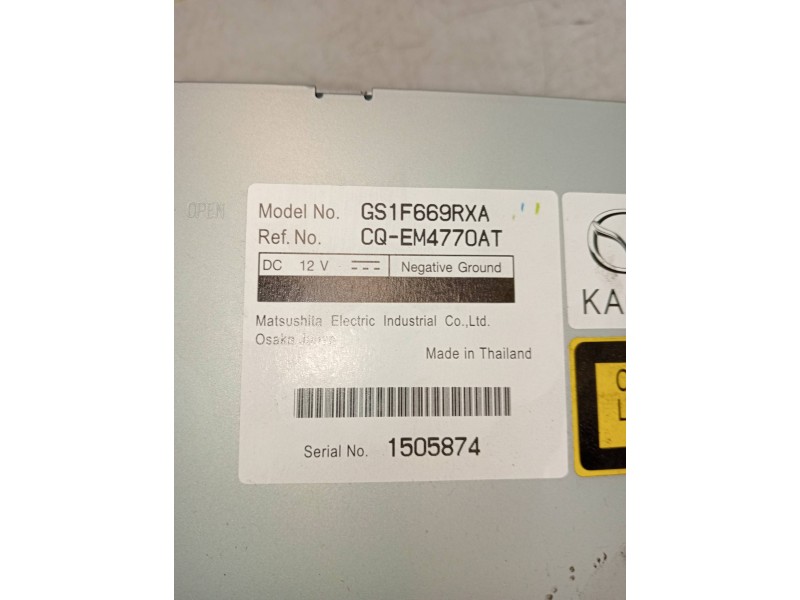 OPEN
Model No. GS1F669RXA
Ref. No. CQ-EM4770AT
DC 12 V Negative Ground
Matsushita Electric Industrial Co.,Ltd.
Osaka Japan
Made in Thailand
Serial No. 1505874
KA